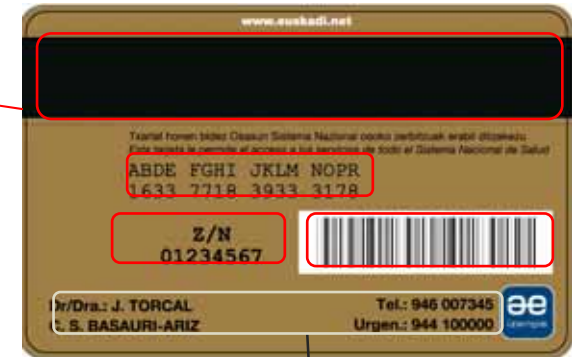 www.euskadi.net
Txartel honen bidez Osasun Sistema Nazional osoko zerbitzuak erabil ditzakezu
Esta tarjeta le permite el acceso a los servicios de todo el Sistema Nacional de Salud
ABDE FGHI JKLM NOPR
1633 7718 3933 3178
Z/N
01234567
Dr/Dra.: J. TORCAL Tel.: 946 007345
C. S. BASAURI-ARIZ Urgen.: 944 100000